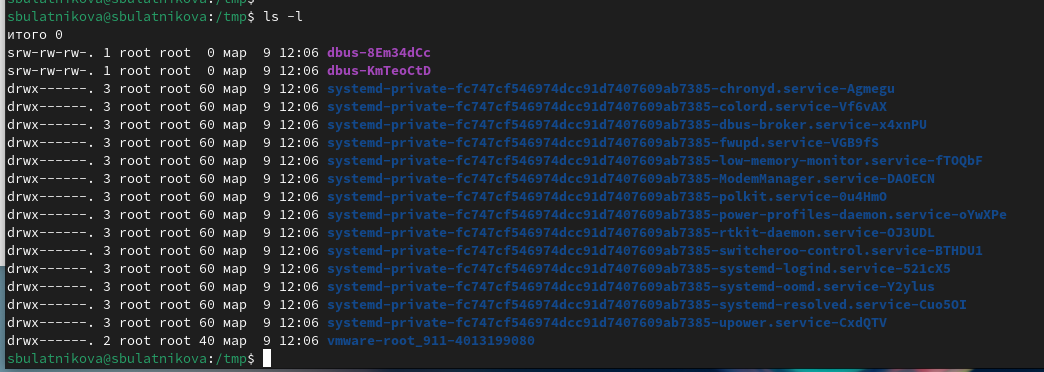 sbulatnikova@sbulatnikova:/tmp$ ls -l
итого 0
srw-rw-rw-. 1 root root  0 мар  9 12:06 dbus-8Em34dCc
srw-rw-rw-. 1 root root  0 мар  9 12:06 dbus-KmTeoCtD
drwx------. 3 root root 60 мар  9 12:06 systemd-private-fc747cf546974dcc91d7407609ab7385-chronyd.service-Agmegu
drwx------. 3 root root 60 мар  9 12:06 systemd-private-fc747cf546974dcc91d7407609ab7385-colord.service-Vf6vAX
drwx------. 3 root root 60 мар  9 12:06 systemd-private-fc747cf546974dcc91d7407609ab7385-dbus-broker.service-x4xnPU
drwx------. 3 root root 60 мар  9 12:06 systemd-private-fc747cf546974dcc91d7407609ab7385-fwupd.service-VGB9fS
drwx------. 3 root root 60 мар  9 12:06 systemd-private-fc747cf546974dcc91d7407609ab7385-low-memory-monitor.service-fTOQbF
drwx------. 3 root root 60 мар  9 12:06 systemd-private-fc747cf546974dcc91d7407609ab7385-ModemManager.service-DAOECN
drwx------. 3 root root 60 мар  9 12:06 systemd-private-fc747cf546974dcc91d7407609ab7385-polkit.service-0u4HmO
drwx------. 3 root root 60 мар  9 12:06 systemd-private-fc747cf546974dcc91d7407609ab7385-power-profiles-daemon.service-oYwXPe
drwx------. 3 root root 60 мар  9 12:06 systemd-private-fc747cf546974dcc91d7407609ab7385-rtkit-daemon.service-OJ3UDL
drwx------. 3 root root 60 мар  9 12:06 systemd-private-fc747cf546974dcc91d7407609ab7385-switcheroo-control.service-BTHDU1
drwx------. 3 root root 60 мар  9 12:06 systemd-private-fc747cf546974dcc91d7407609ab7385-systemd-logind.service-521cX5
drwx------. 3 root root 60 мар  9 12:06 systemd-private-fc747cf546974dcc91d7407609ab7385-systemd-oomd.service-Y2ylus
drwx------. 3 root root 60 мар  9 12:06 systemd-private-fc747cf546974dcc91d7407609ab7385-systemd-resolved.service-Cuo5OI
drwx------. 3 root root 60 мар  9 12:06 systemd-private-fc747cf546974dcc91d7407609ab7385-upower.service-CxdQTV
drwx------. 2 root root 40 мар  9 12:06 vmware-root_911-4013199080
sbulatnikova@sbulatnikova:/tmp$